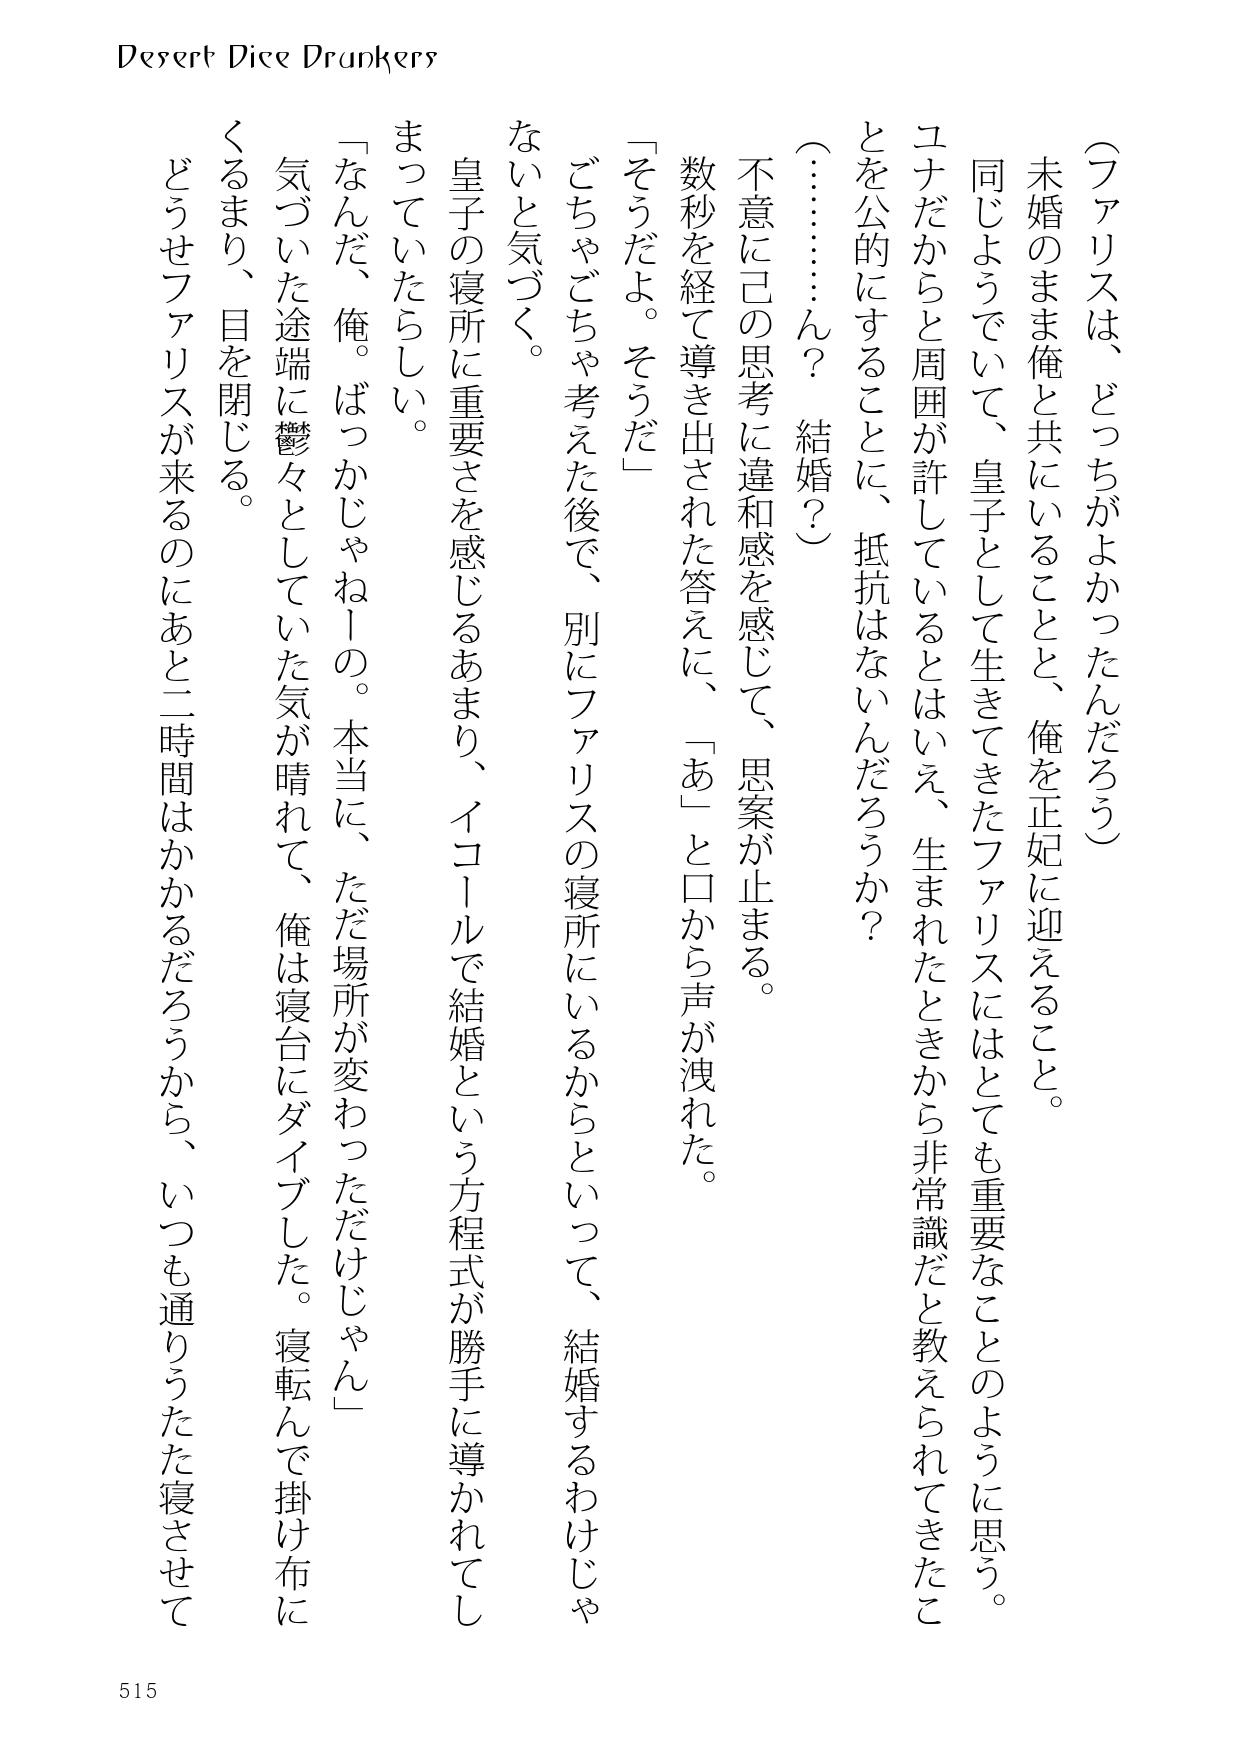 Desert Dice Drunkers
（ファリスは、どっちがよかったんだろう）
未婚のまま俺と共にいることと、俺を正妃に迎えること。
同じようでいて、皇子として生きてきたファリスにはとても重要なことのように思う。
ユナだからと周囲が許しているとはいえ、生まれたときから非常識だと教えられてきたこ
とを公的にすることに、抵抗はないんだろうか？
（…………ん？　結婚？）
不意に己の思考に違和感を感じて、思案が止まる。
数秒を経て導き出された答えに、「あ」と口から声が洩れた。
「そうだよ。そうだ」
ごちゃごちゃ考えた後で、別にファリスの寝所にいるからといって、結婚するわけじゃ
ないと気づく。
皇子の寝所に重要さを感じるあまり、イコールで結婚という方程式が勝手に導かれてし
まっていたらしい。
「なんだ、俺。ばっかじゃねーの。本当に、ただ場所が変わっただけじゃん」
気づいた途端に鬱々としていた気が晴れて、俺は寝台にダイブした。寝転んで掛け布に
くるまり、目を閉じる。
どうせファリスが来るのにあと二時間はかかるだろうから、いつも通りうたた寝させて
515